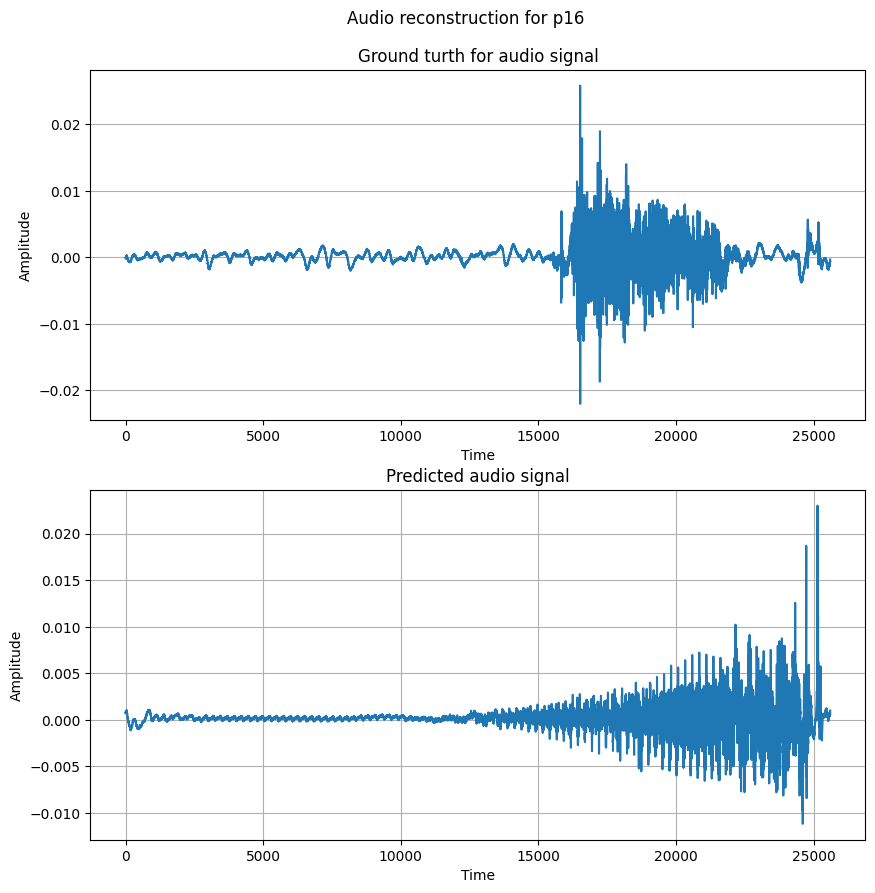 Audio reconstruction for p16
Ground turth for audio signal
0.02
0.01
0.00
−0.01
−0.02
Amplitude
0 5000 10000 15000 20000 25000
Time
Predicted audio signal
0.020
0.015
0.010
0.005
0.000
−0.005
−0.010
Amplitude
0 5000 10000 15000 20000 25000
Time